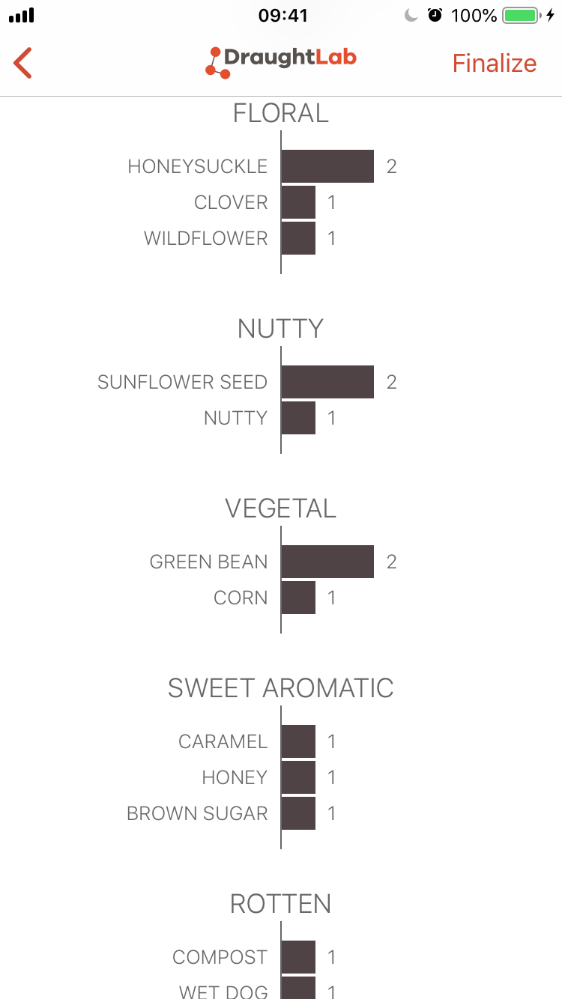 09:41 100%
DraughtLab Finalize
FLORAL
HONEYSUCKLE 2
CLOVER 1
WILDFLOWER 1
NUTTY
SUNFLOWER SEED 2
NUTTY 1
VEGETAL
GREEN BEAN 2
CORN 1
SWEET AROMATIC
CARAMEL 1
HONEY 1
BROWN SUGAR 1
ROTTEN
COMPOST 1
WET DOG 1